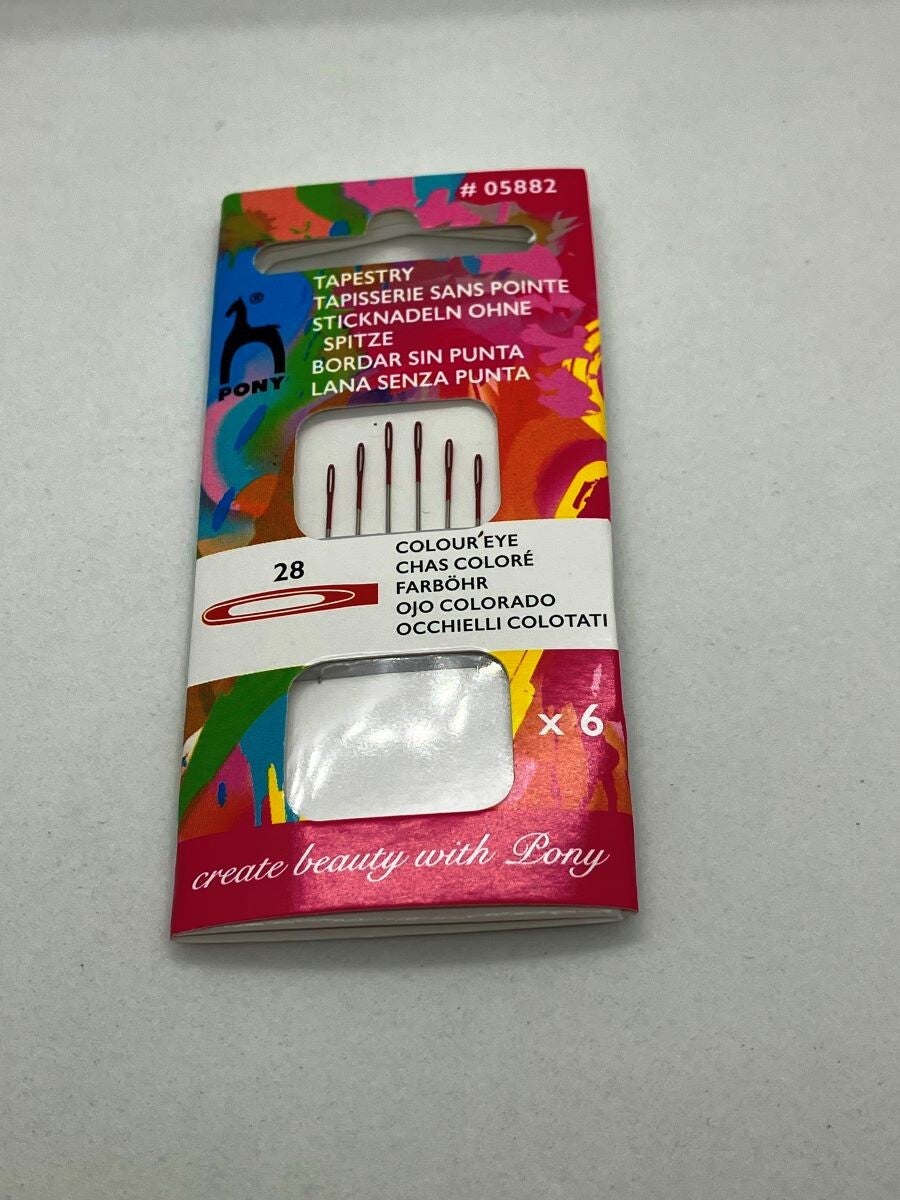 # 05882
TAPESTRY
TAPISSERIE SANS POINTE
STICKNADELN OHNE
SPITZE
BORDAR SIN PUNTA
LANA SENZA PUNTA
®
PONY
28
COLOUR EYE
CHAS COLORÉ
FARBÖHR
OJO COLORADO
OCCHIELLI COLOTATI
x 6
create beauty with Pony